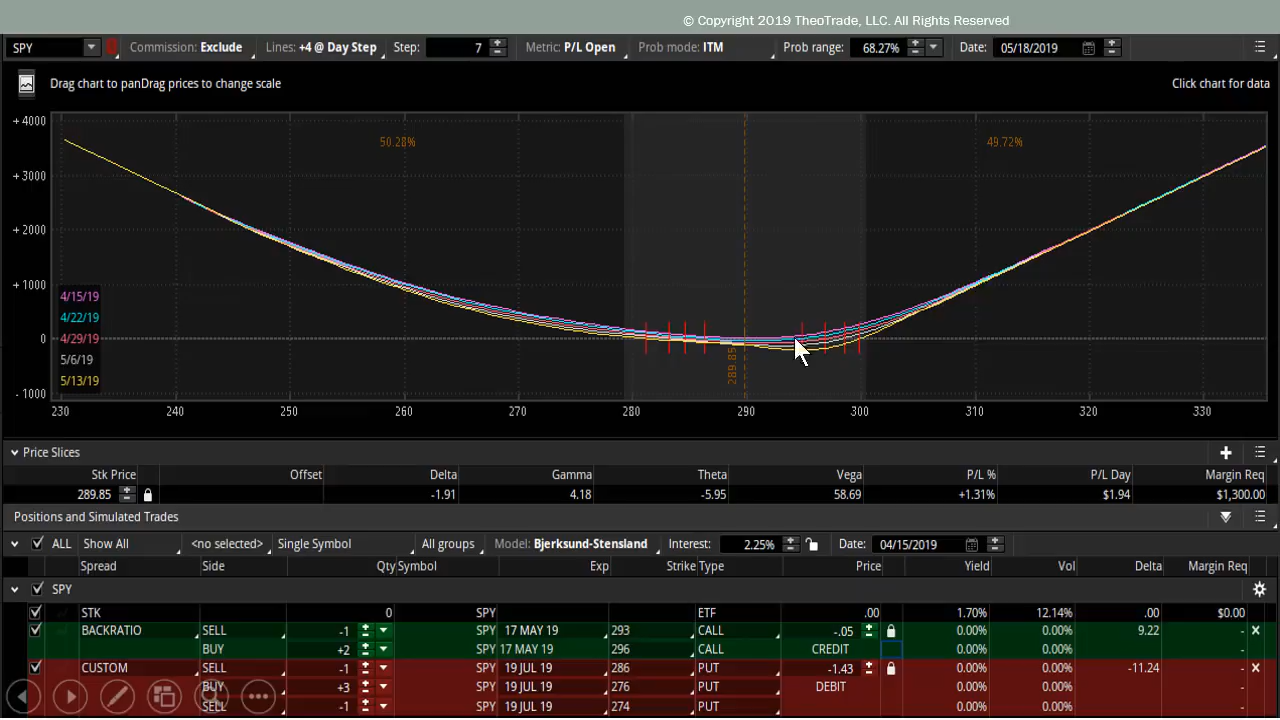 © Copyright 2019 TheoTrade, LLC. All Rights Reserved
SPY Commission: Exclude Lines: +4 @ Day Step Step: 7 Metric: P/L Open Prob mode: ITM Prob range: 68.27% Date: 05/18/2019
Drag chart to panDrag prices to change scale Click chart for data
+4000
50.28% 49.72%
+3000
+2000
+1000
4/15/19
4/22/19
0
4/29/19
5/6/19
289.85
5/13/19
-1000
230 240 250 260 270 280 290 300 310 320 330
Price Slices
Stk Price Offset Delta Gamma Theta Vega P/L % P/L Day Margin Req
289.85 -1.91 4.18 -5.95 58.69 +1.31% $1.94 $1,300.00
Positions and Simulated Trades
ALL Show All <no selected> Single Symbol All groups Model: Bjerksund-Stensland Interest: 2.25% Date: 04/15/2019
Spread Side Qty Symbol Exp Strike Type Price Yield Vol Delta Margin Req
SPY
STK 0 SPY ETF .00 1.70% 12.14% .00 $0.00
BACKRATIO SELL -1 SPY 17 MAY 19 293 CALL -.05 0.00% 0.00% 9.22 -
BUY +2 SPY 17 MAY 19 296 CALL CREDIT 0.00% 0.00% -
CUSTOM SELL -1 SPY 19 JUL 19 286 PUT -1.43 0.00% 0.00% -11.24 -
BUY +3 SPY 19 JUL 19 276 PUT DEBIT 0.00% 0.00% -
SELL -1 SPY 19 JUL 19 274 PUT 0.00% 0.00% -